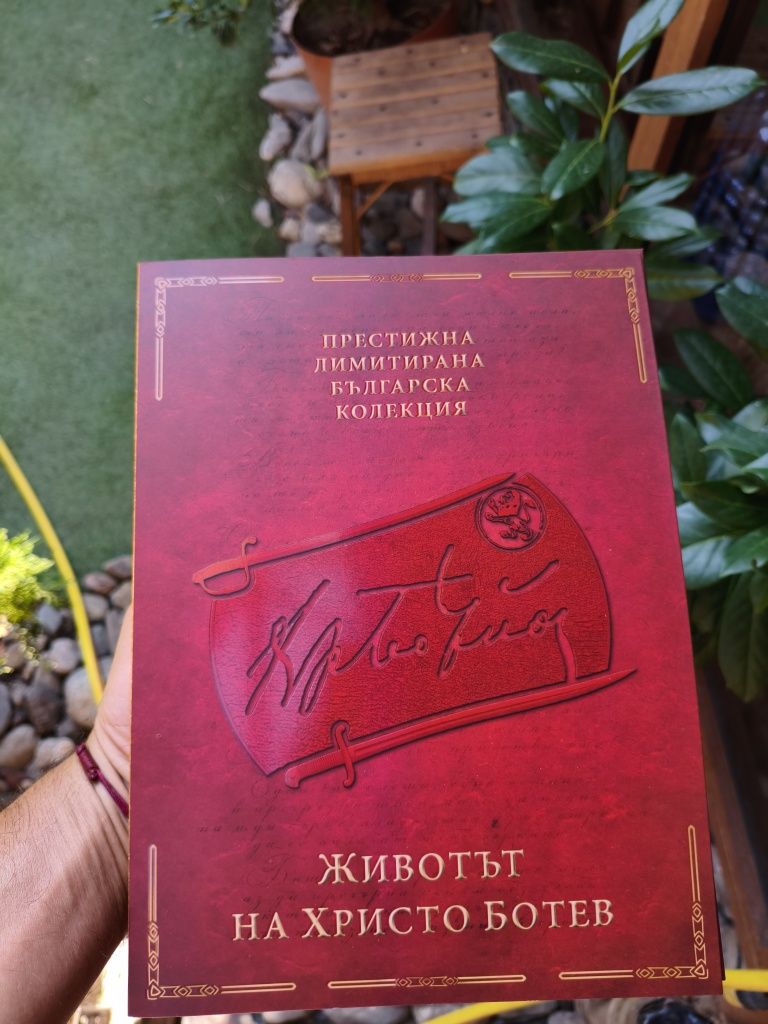 ПРЕСТИЖНА
ЛИМИТИРАНА
БЪЛГАРСКА
КОЛЕКЦИЯ
ЖИВОТЪТ
НА ХРИСТО БОТЕВ